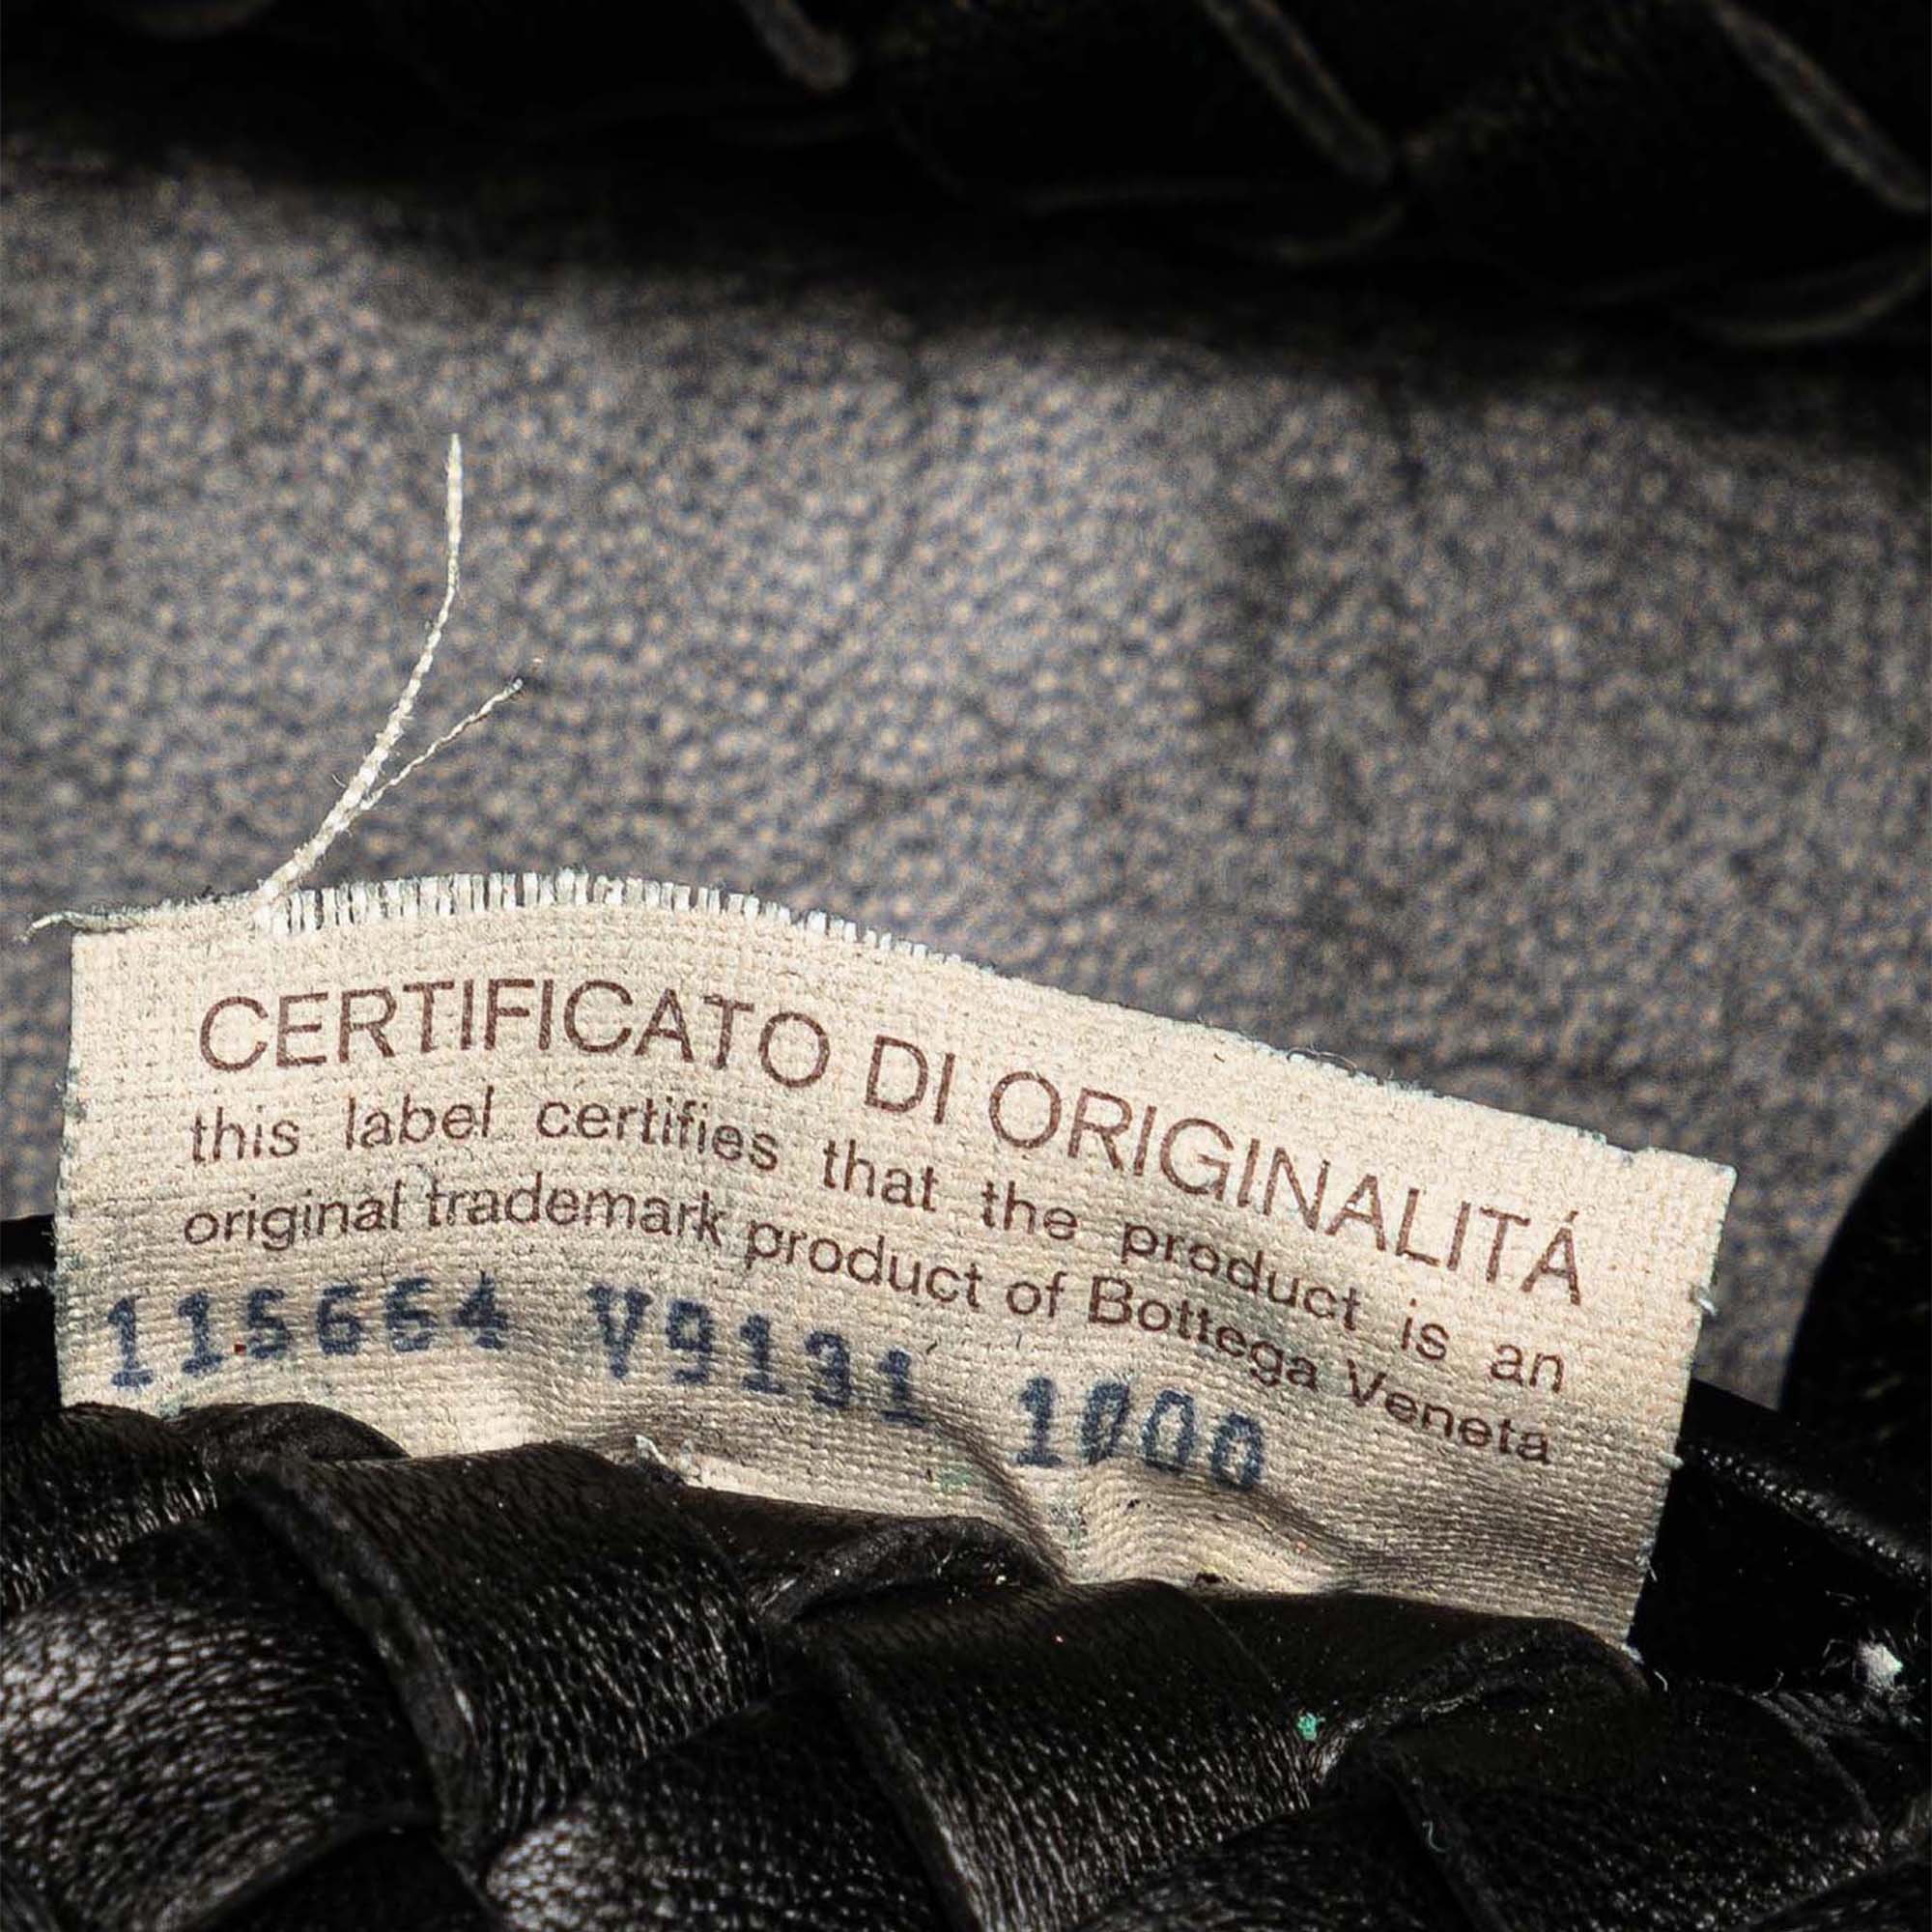 CERTIFICATO DI ORIGINALITÁ
this label certifies that the product is an
original trademark product of Bottega Veneta
115664 V9131 1000